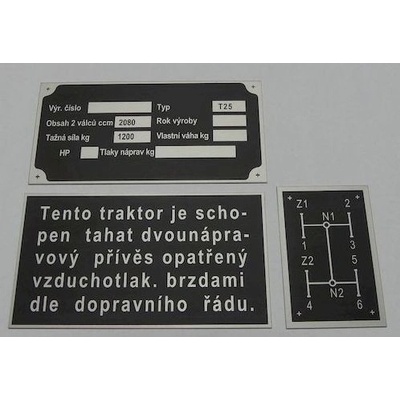 Výr. číslo Typ T25
Obsah 2 válců ccm 2080 Rok výroby
Tažná síla kg 1200 Vlastní váha kg
HP Tlaky náprav kg
Tento traktor je scho-
pen tahat dvounápra-
vový přívěs opatřený
vzduchotlak. brzdami
dle dopravního řádu.
Z1 2
N1
1 3
Z2 5
N2
4 6